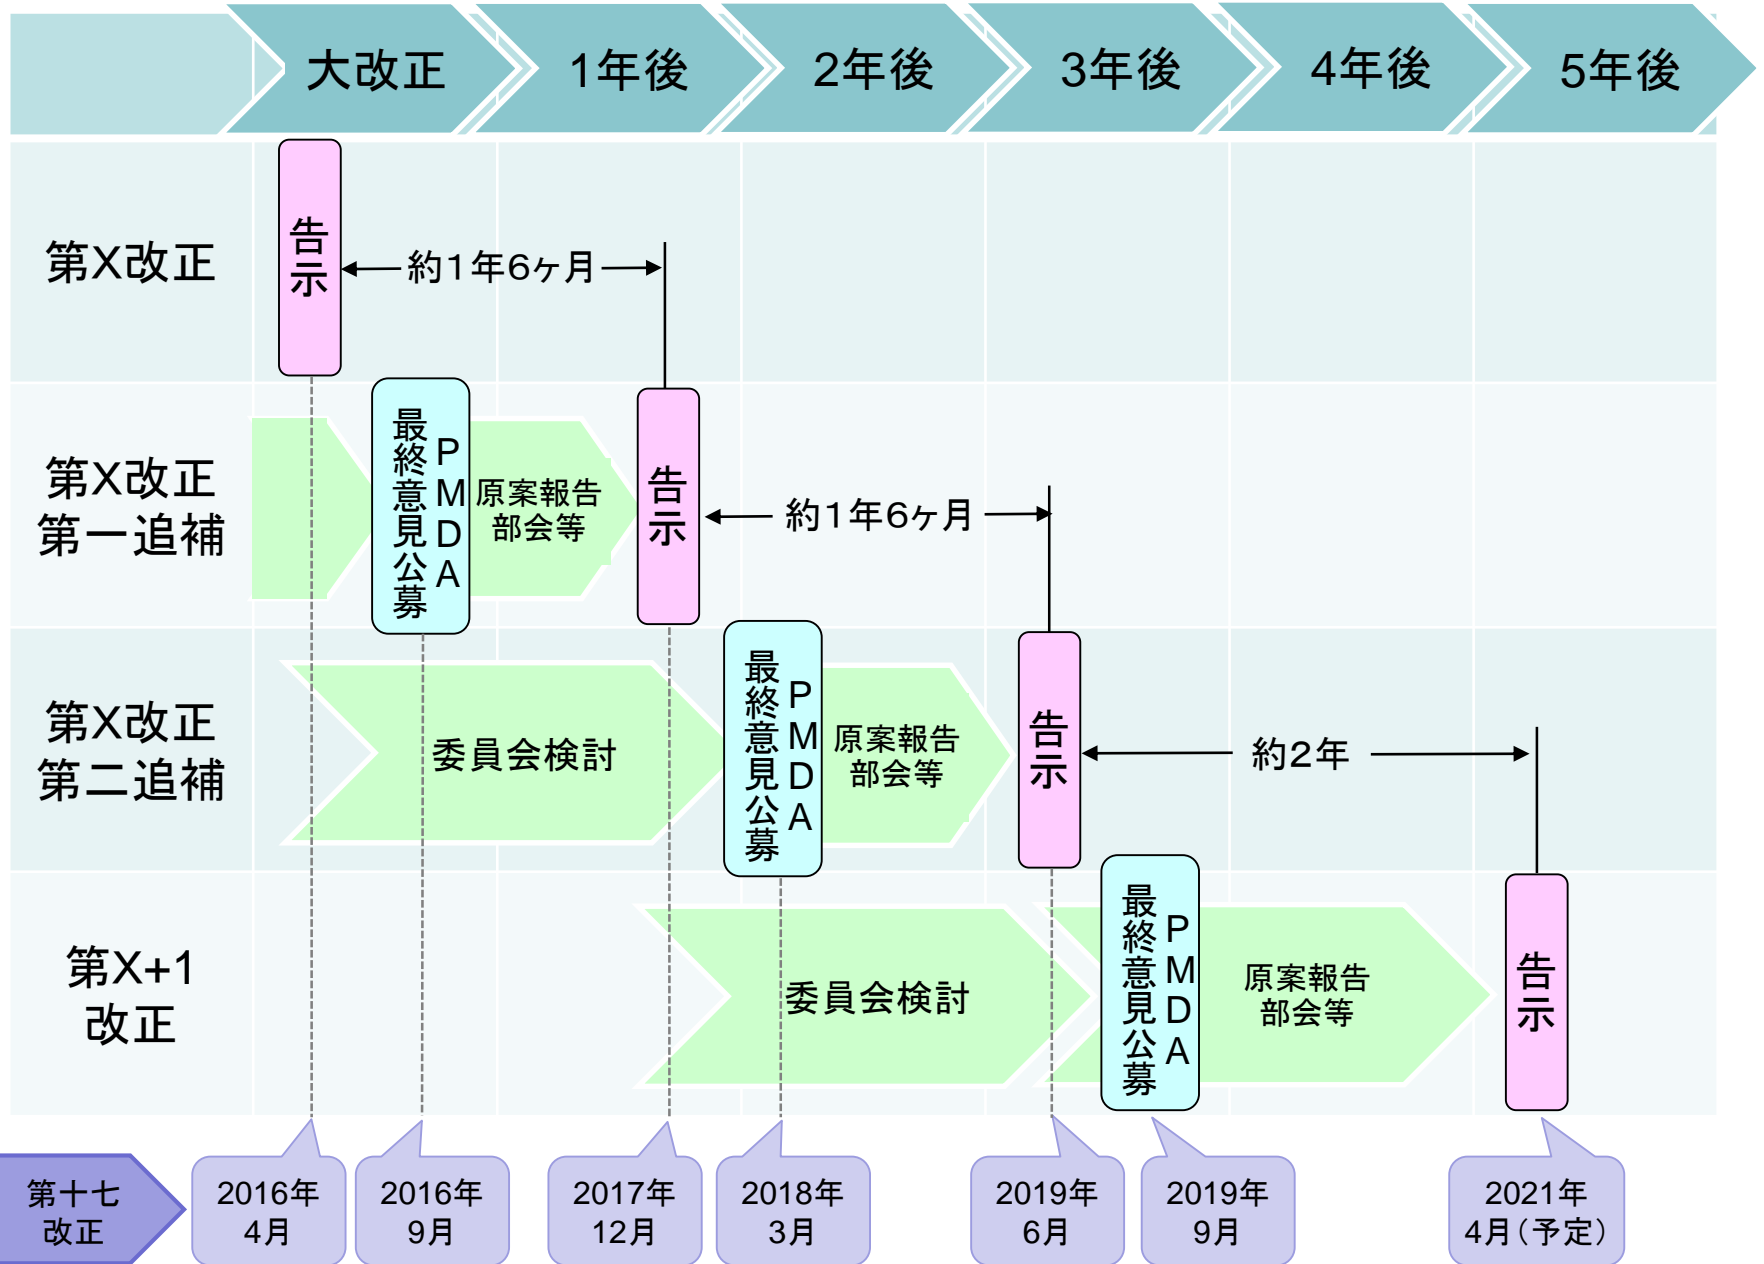 大改正
1年後
2年後
3年後
4年後
5年後
第X改正
告示
約1年6ヶ月
第X改正
第一追補
PMDA
最終意見公募
原案報告
部会等
告示
約1年6ヶ月
第X改正
第二追補
委員会検討
PMDA
最終意見公募
原案報告
部会等
告示
約2年
第X+1
改正
委員会検討
PMDA
最終意見公募
原案報告
部会等
告示
第十七
改正
2016年
4月
2016年
9月
2017年
12月
2018年
3月
2019年
6月
2019年
9月
2021年
4月(予定)